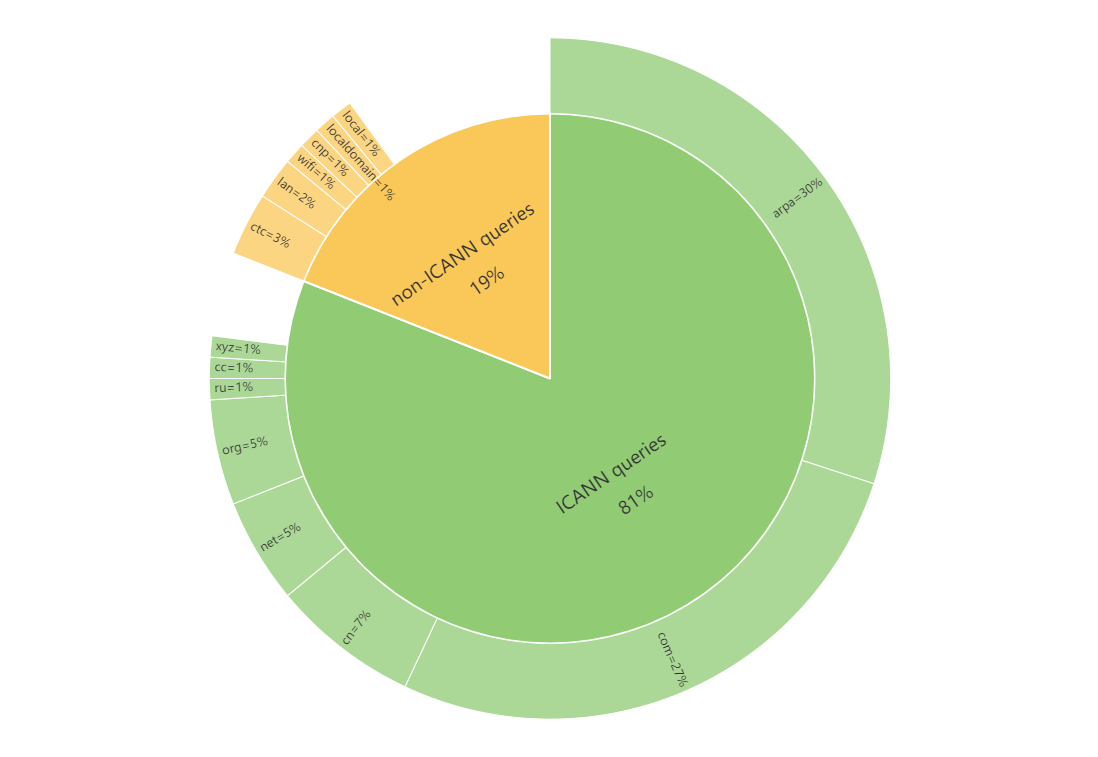 local=1%
localdomain=1%
cnp=1%
wifi=1%
lan=2%
ctc=3%
non-ICANN queries
19%
arpa=30%
xyz=1%
cc=1%
ru=1%
org=5%
net=5%
cn=7%
com=27%
ICANN queries
81%